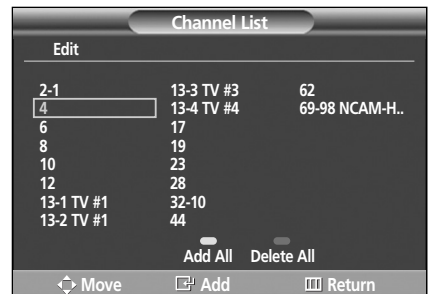 Channel List
Edit
2-1 13-3 TV #3 62
4 13-4 TV #4 69-98 NCAM-H..
6 17
8 19
10 23
12 28
13-1 TV #1 32-10
13-2 TV #1 44
Add All Delete All
Move Add Return